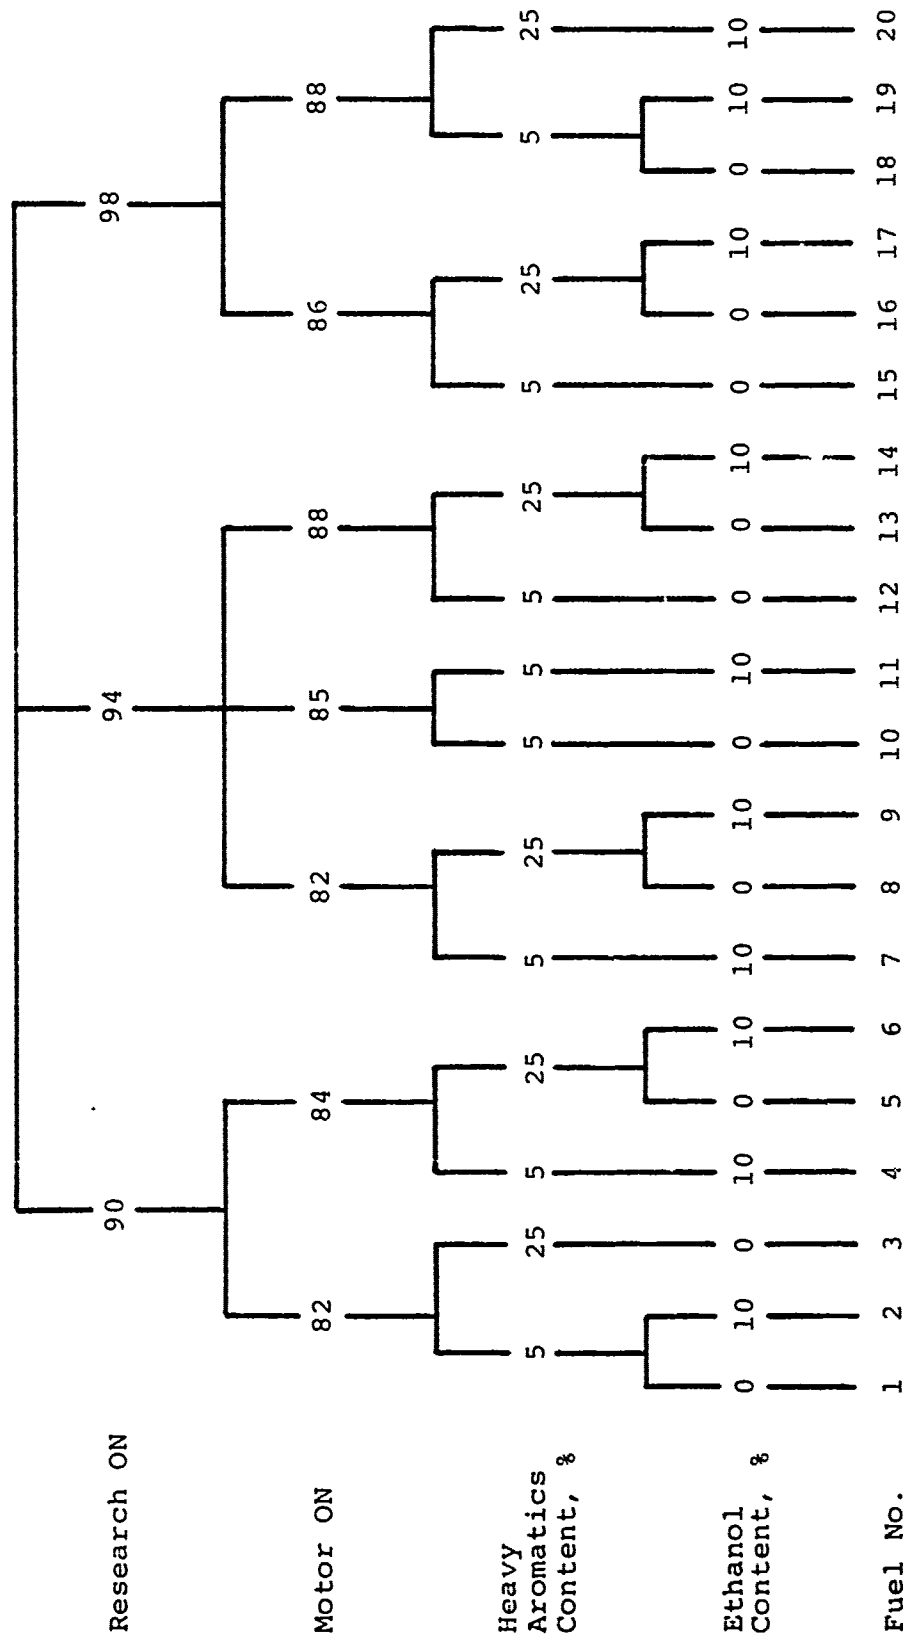 Research ON 90 94 98
Motor ON 82 84 82 85 88 86 88
Heavy
Aromatics
Content, % 5 25 5 25 5 25 5 5 5 25 5 25 5 25
Ethanol
Content, % 0 10 0 10 0 10 10 0 10 0 10 0 0 10 0 0 10 0 10 10
Fuel No. 1 2 3 4 5 6 7 8 9 10 11 12 13 14 15 16 17 18 19 20